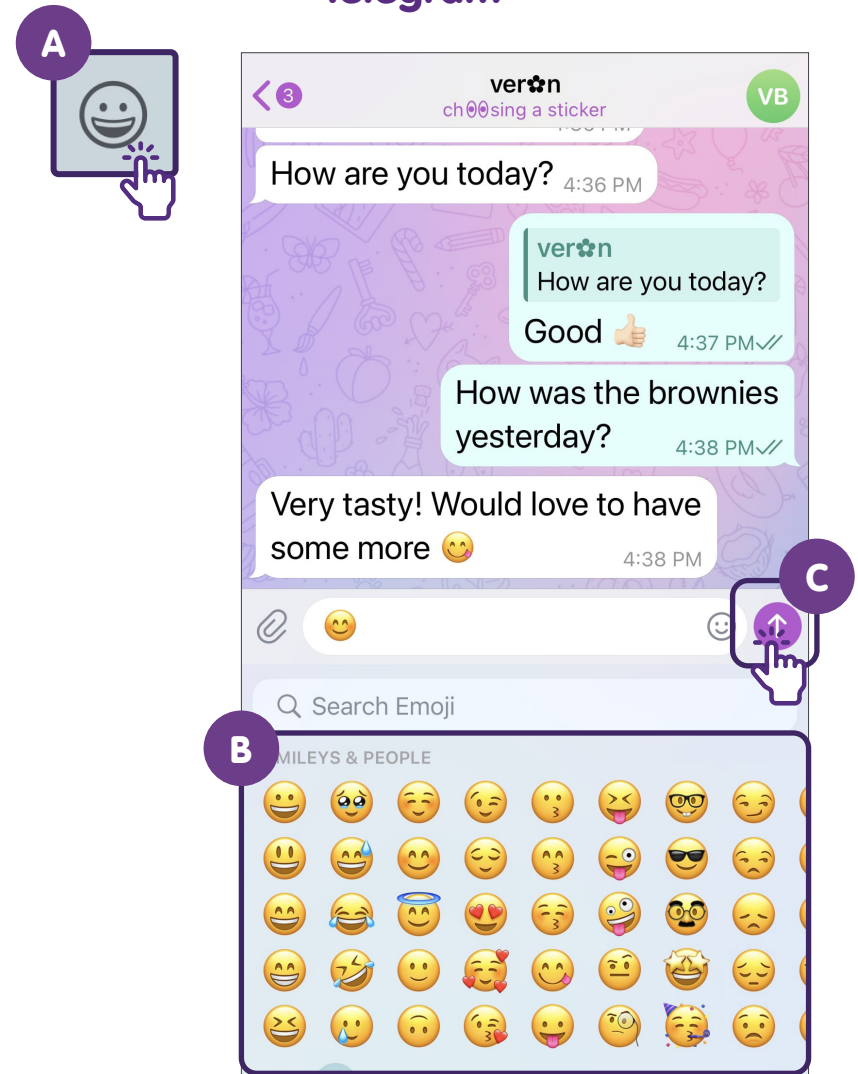 A
3
ver✿n
ch👀sing a sticker
VB
How are you today? 4:36 PM
ver✿n
How are you today?
Good 👍🏻 4:37 PM
How was the brownies
yesterday? 4:38 PM
Very tasty! Would love to have
some more 😋 4:38 PM
C
😊
Search Emoji
B
MILEYS & PEOPLE